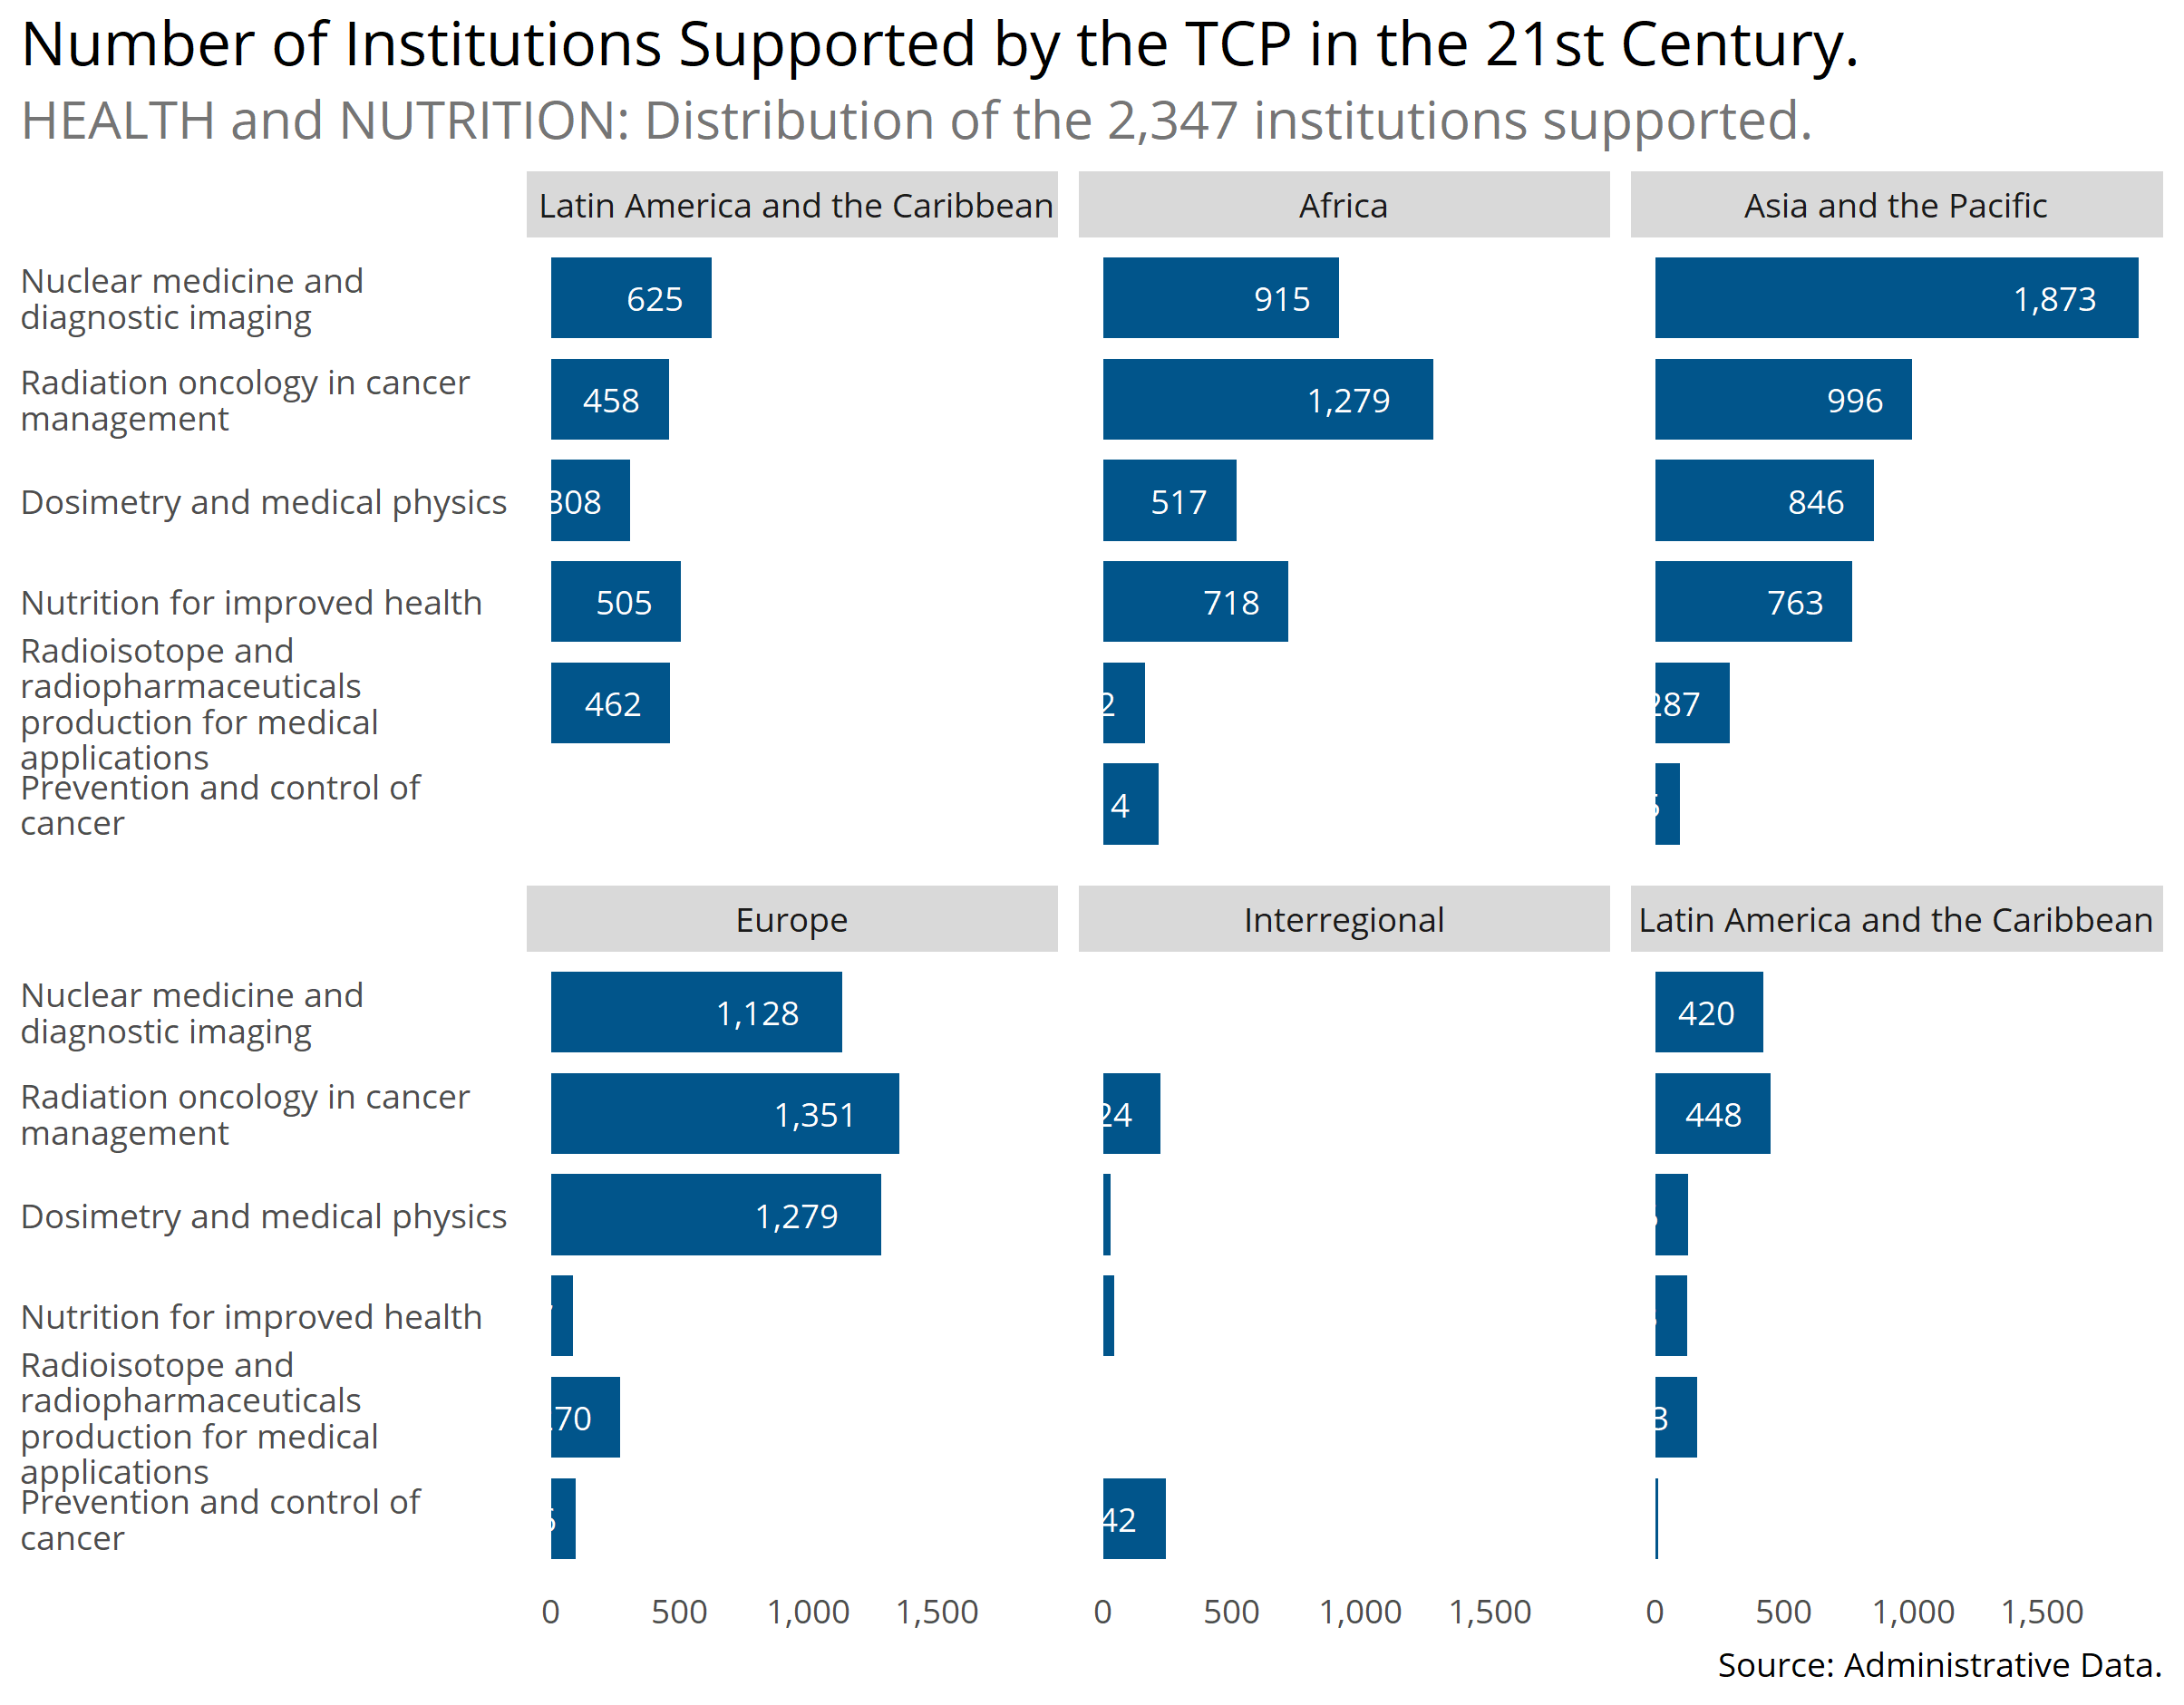 Number of Institutions Supported by the TCP in the 21st Century.
HEALTH and NUTRITION: Distribution of the 2,347 institutions supported.
Latin America and the Caribbean
Africa
Asia and the Pacific
Nuclear medicine and
diagnostic imaging
625
915
1,873
Radiation oncology in cancer
management
458
1,279
996
Dosimetry and medical physics
308
517
846
Nutrition for improved health
505
718
763
Radioisotope and
radiopharmaceuticals
production for medical
applications
462
2
287
Prevention and control of
cancer
4
Europe
Interregional
Latin America and the Caribbean
Nuclear medicine and
diagnostic imaging
1,128
420
Radiation oncology in cancer
management
1,351
24
448
Dosimetry and medical physics
1,279
Nutrition for improved health
Radioisotope and
radiopharmaceuticals
production for medical
applications
70
3
Prevention and control of
cancer
42
0
500
1,000
1,500
0
500
1,000
1,500
0
500
1,000
1,500
Source: Administrative Data.